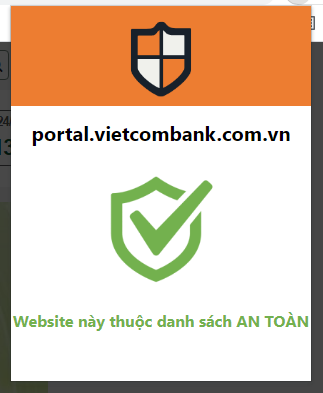 portal.vietcombank.com.vn
Website này thuộc danh sách AN TOÀN